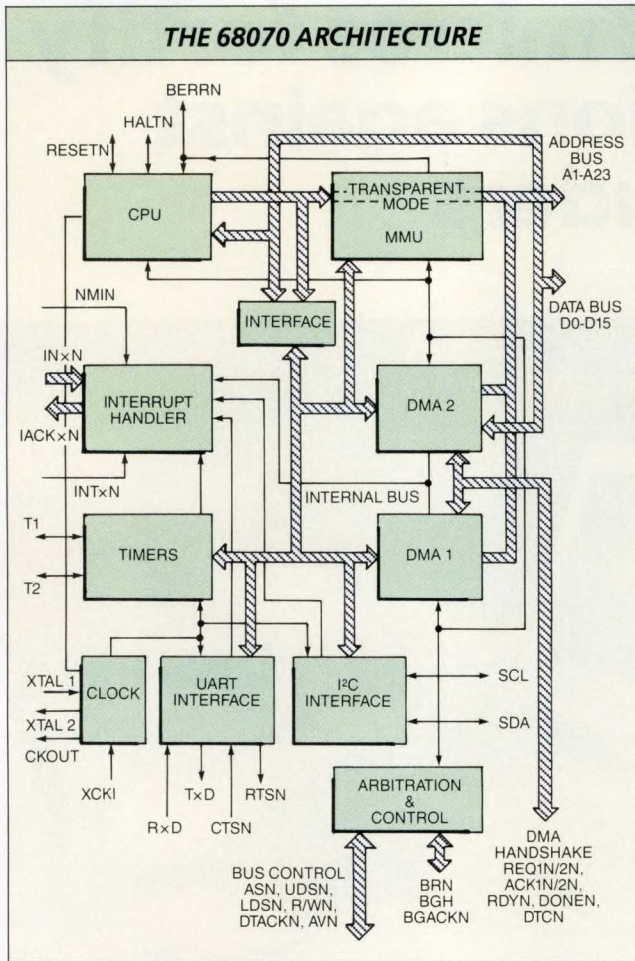 THE 68070 ARCHITECTURE
BERRN
HALTN
RESETN
ADDRESS
BUS
A1-A23
CPU
TRANSPARENT
MODE
MMU
NMIN
INTERFACE
DATA BUS
D0-D15
IN×N
INTERRUPT
HANDLER
DMA 2
IACK×N
INT×N
INTERNAL BUS
T1
TIMERS
DMA 1
T2
XTAL 1
CLOCK
UART
INTERFACE
I²C
INTERFACE
SCL
XTAL 2
SDA
CKOUT
XCKI
T×D
RTSN
R×D
CTSN
ARBITRATION
&
CONTROL
BUS CONTROL
ASN, UDSN,
LDSN, R/WN,
DTACKN, AVN
BRN
BGH
BGACKN
DMA
HANDSHAKE
REQ1N/2N,
ACK1N/2N,
RDYN, DONEN,
DTCN